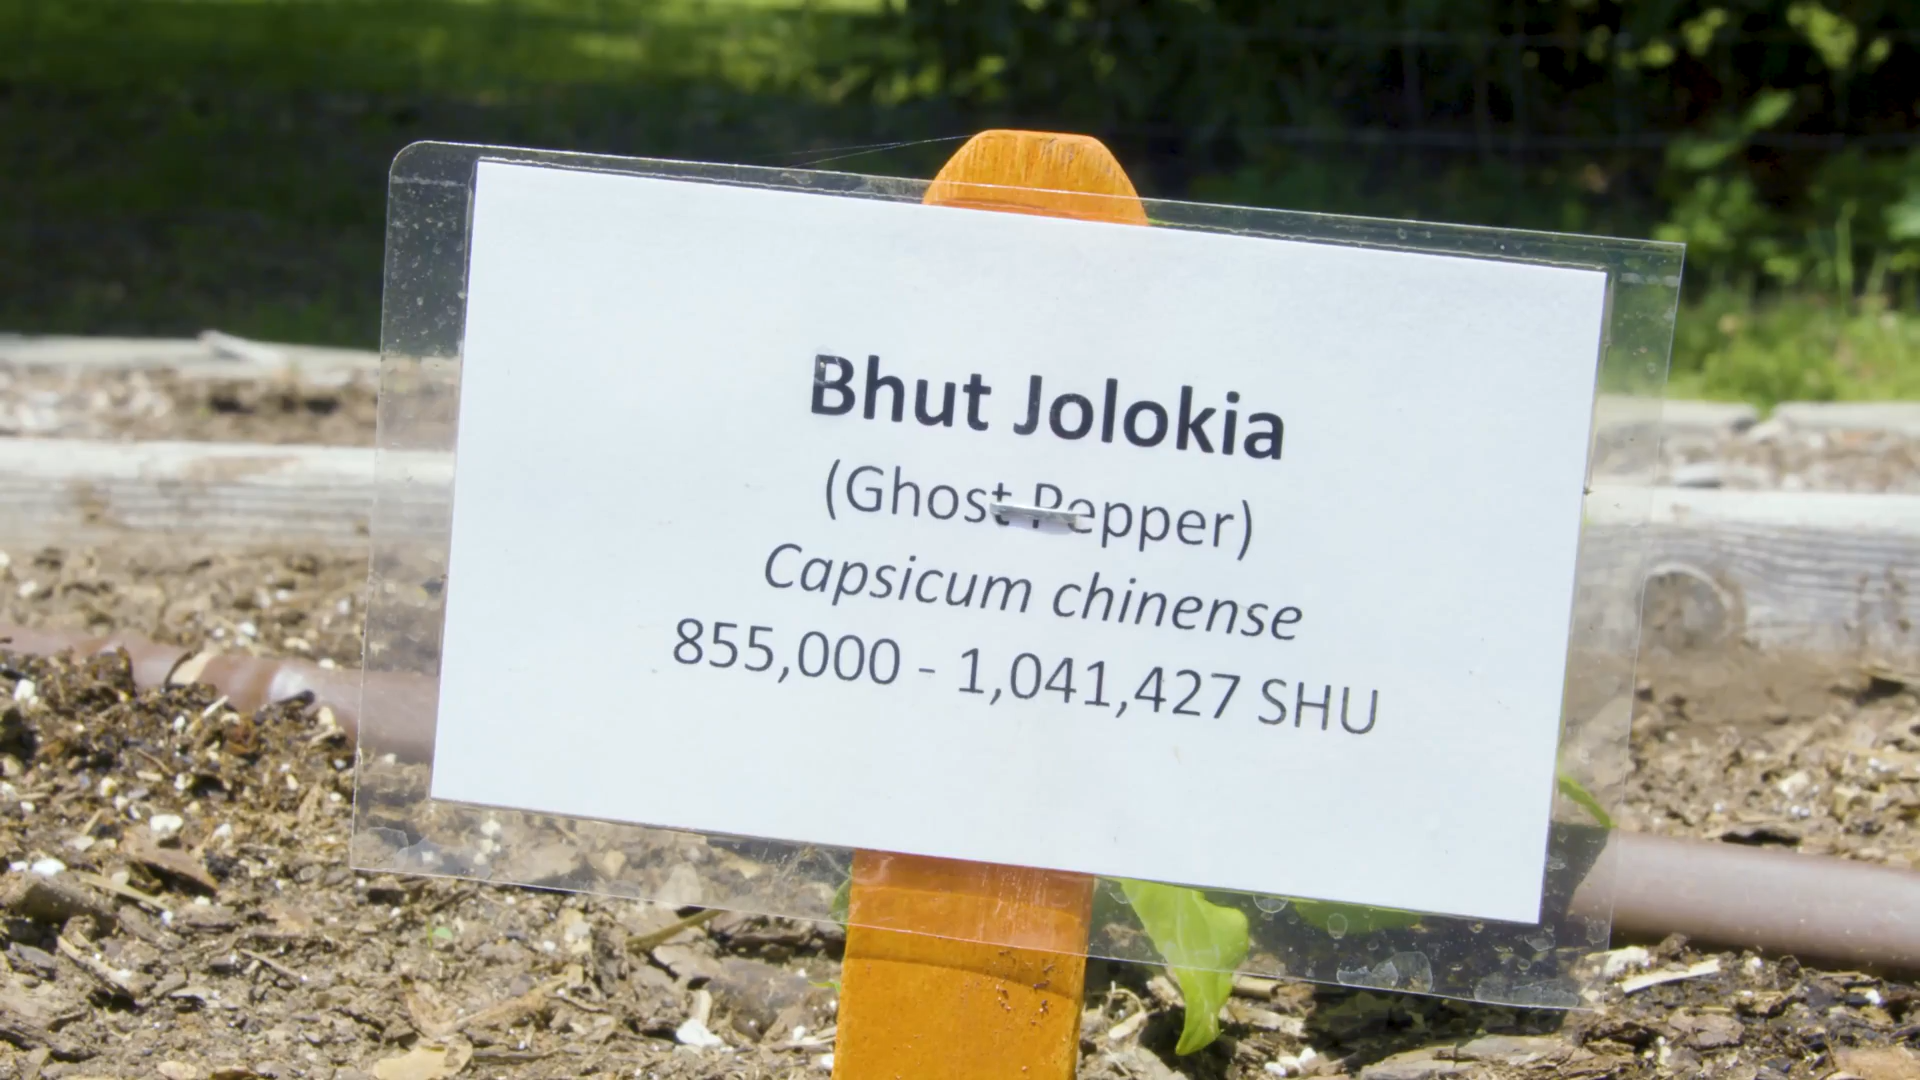 Bhut Jolokia
(Ghost Pepper)
Capsicum chinense
855,000 - 1,041,427 SHU